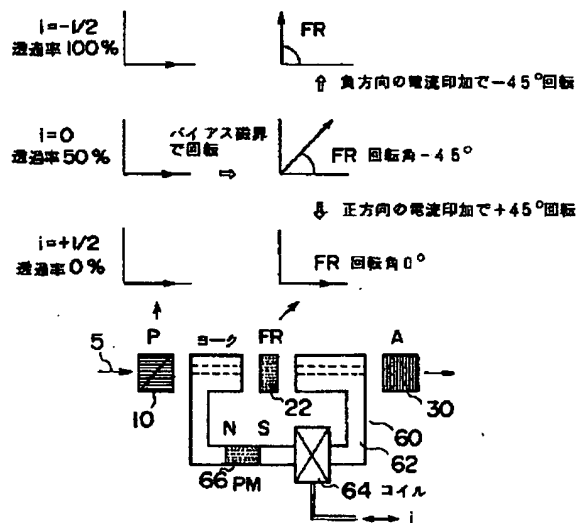 i=-1/2
透過率100%
FR
⇧ 負方向の電流印加で-45°回転
i=0
透過率50%
バイアス磁界
で回転
⇨
FR 回転角-45°
⇩ 正方向の電流印加で+45°回転
i=+1/2
透過率0%
FR 回転角0°
P
ヨーク
FR
A
5
10
22
30
N S
60
62
66
PM
64 コイル
i